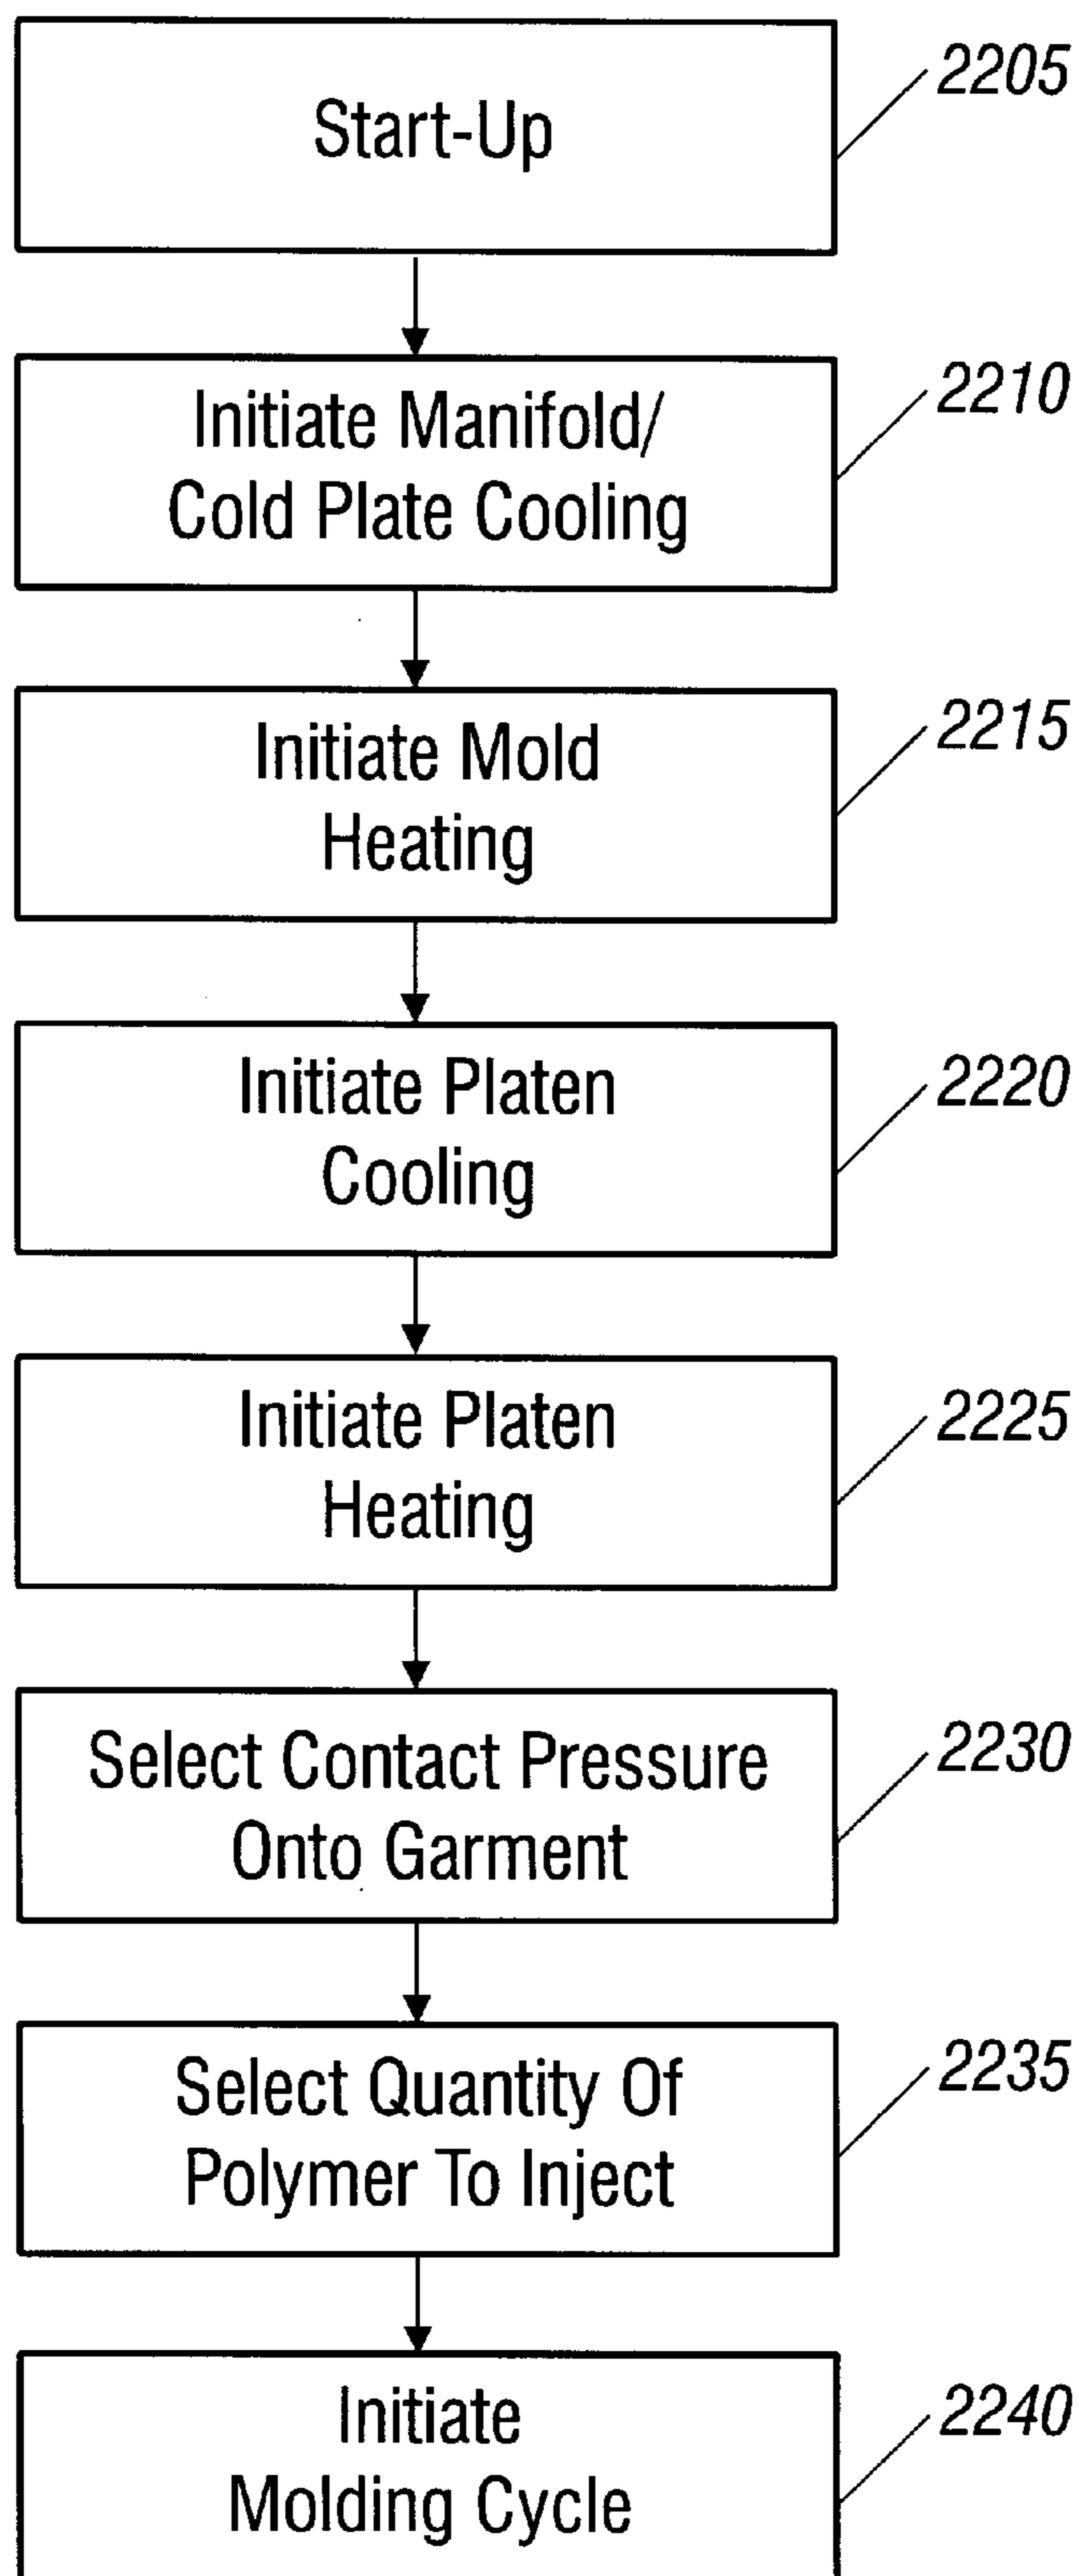 Start-Up
2205
Initiate Manifold/
Cold Plate Cooling
2210
Initiate Mold
Heating
2215
Initiate Platen
Cooling
2220
Initiate Platen
Heating
2225
Select Contact Pressure
Onto Garment
2230
Select Quantity Of
Polymer To Inject
2235
Initiate
Molding Cycle
2240